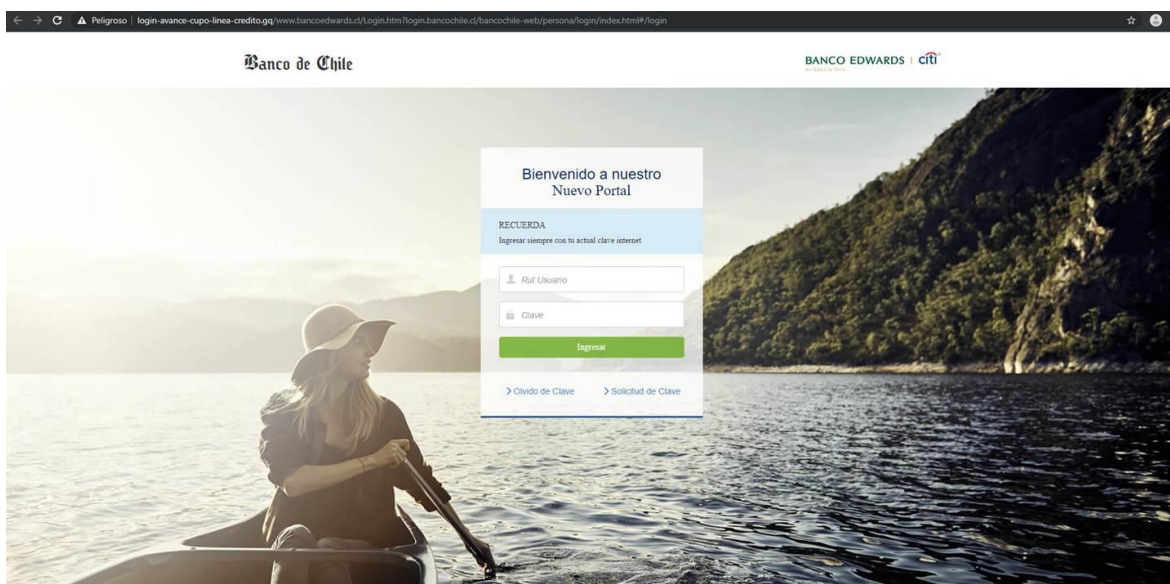 Peligroso | login-avance-cupo-linea-credito.gq/www.bancoedwards.cl/Login.htm?login.bancochile.cl/bancochile-web/persona/login/index.html#/login
Banco de Chile
BANCO EDWARDS | citi
Bienvenido a nuestro
Nuevo Portal
RECUERDA
Ingresar siempre con tu actual clave internet
Rut Usuario
Clave
Ingresar
Olvido de Clave
Solicitud de Clave